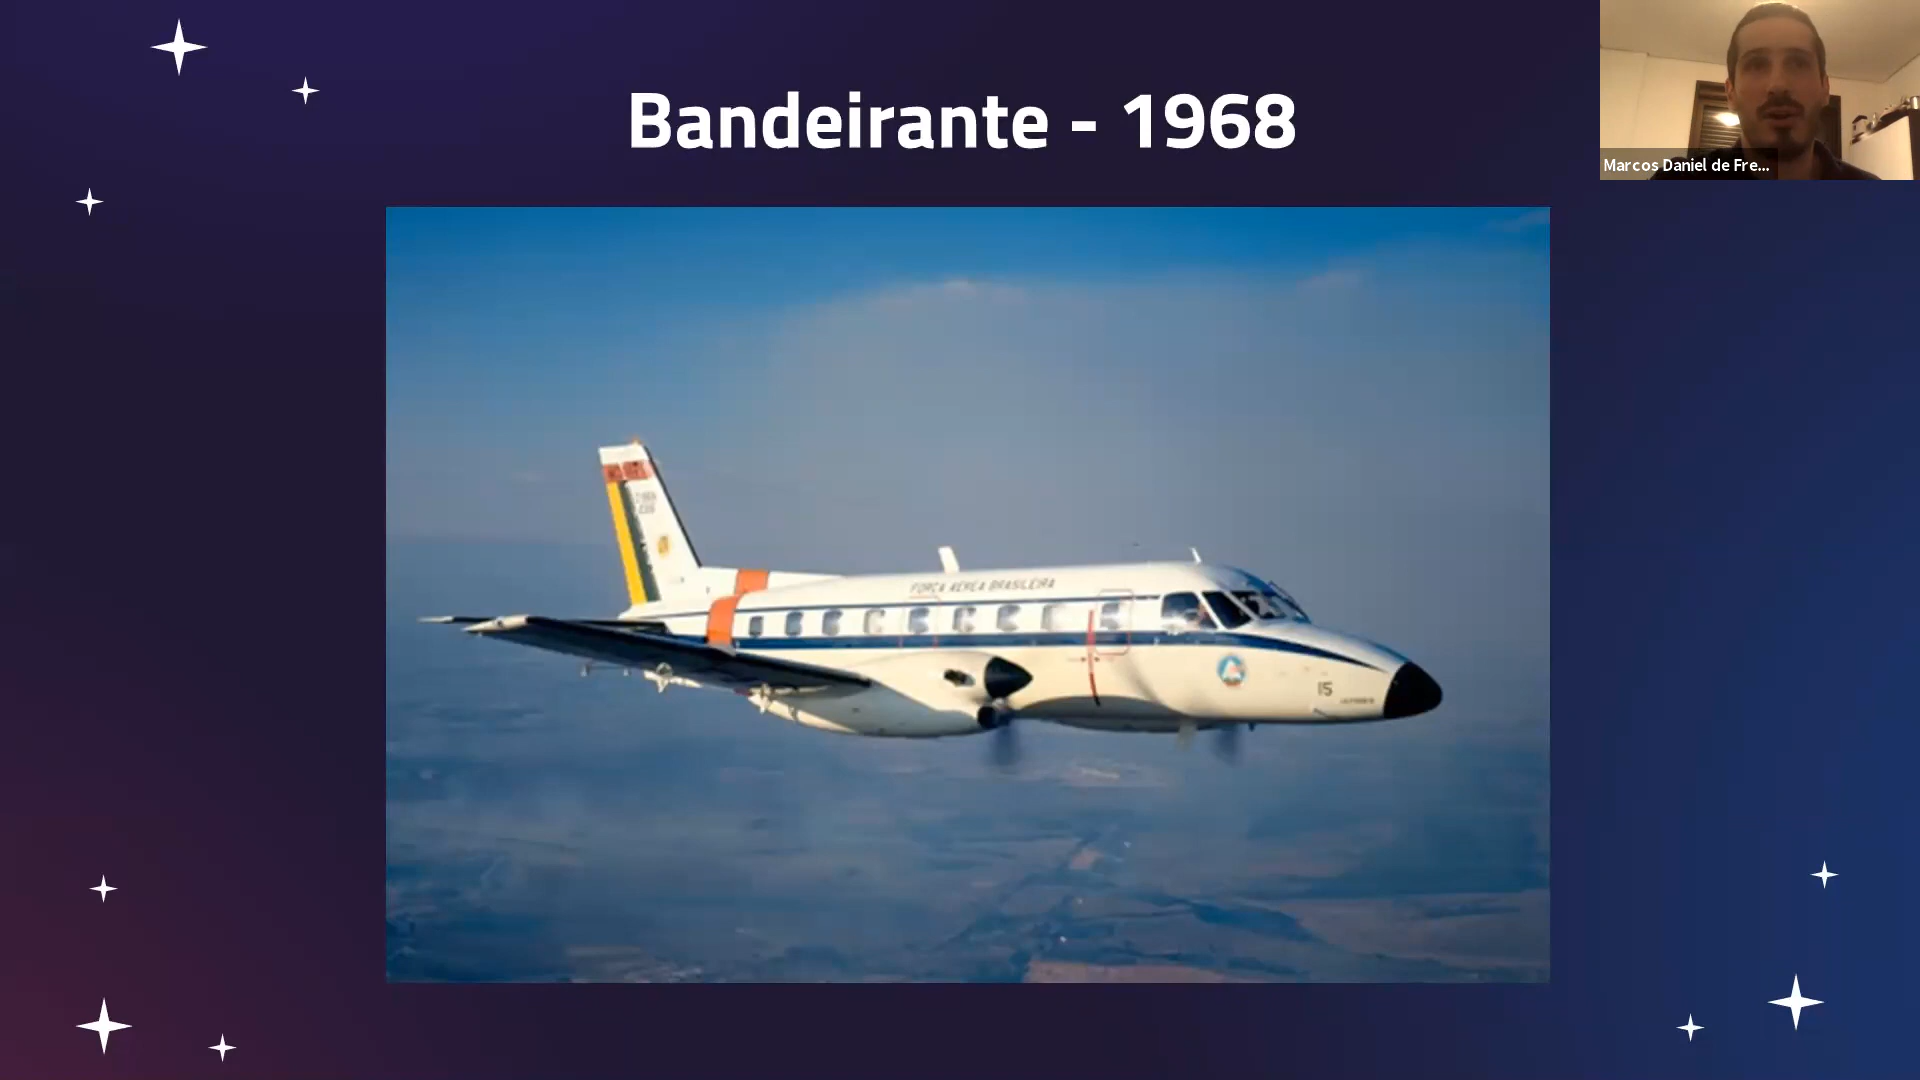 Bandeirante - 1968
Marcos Daniel de Fre...
FORÇA AÉREA BRASILEIRA
15